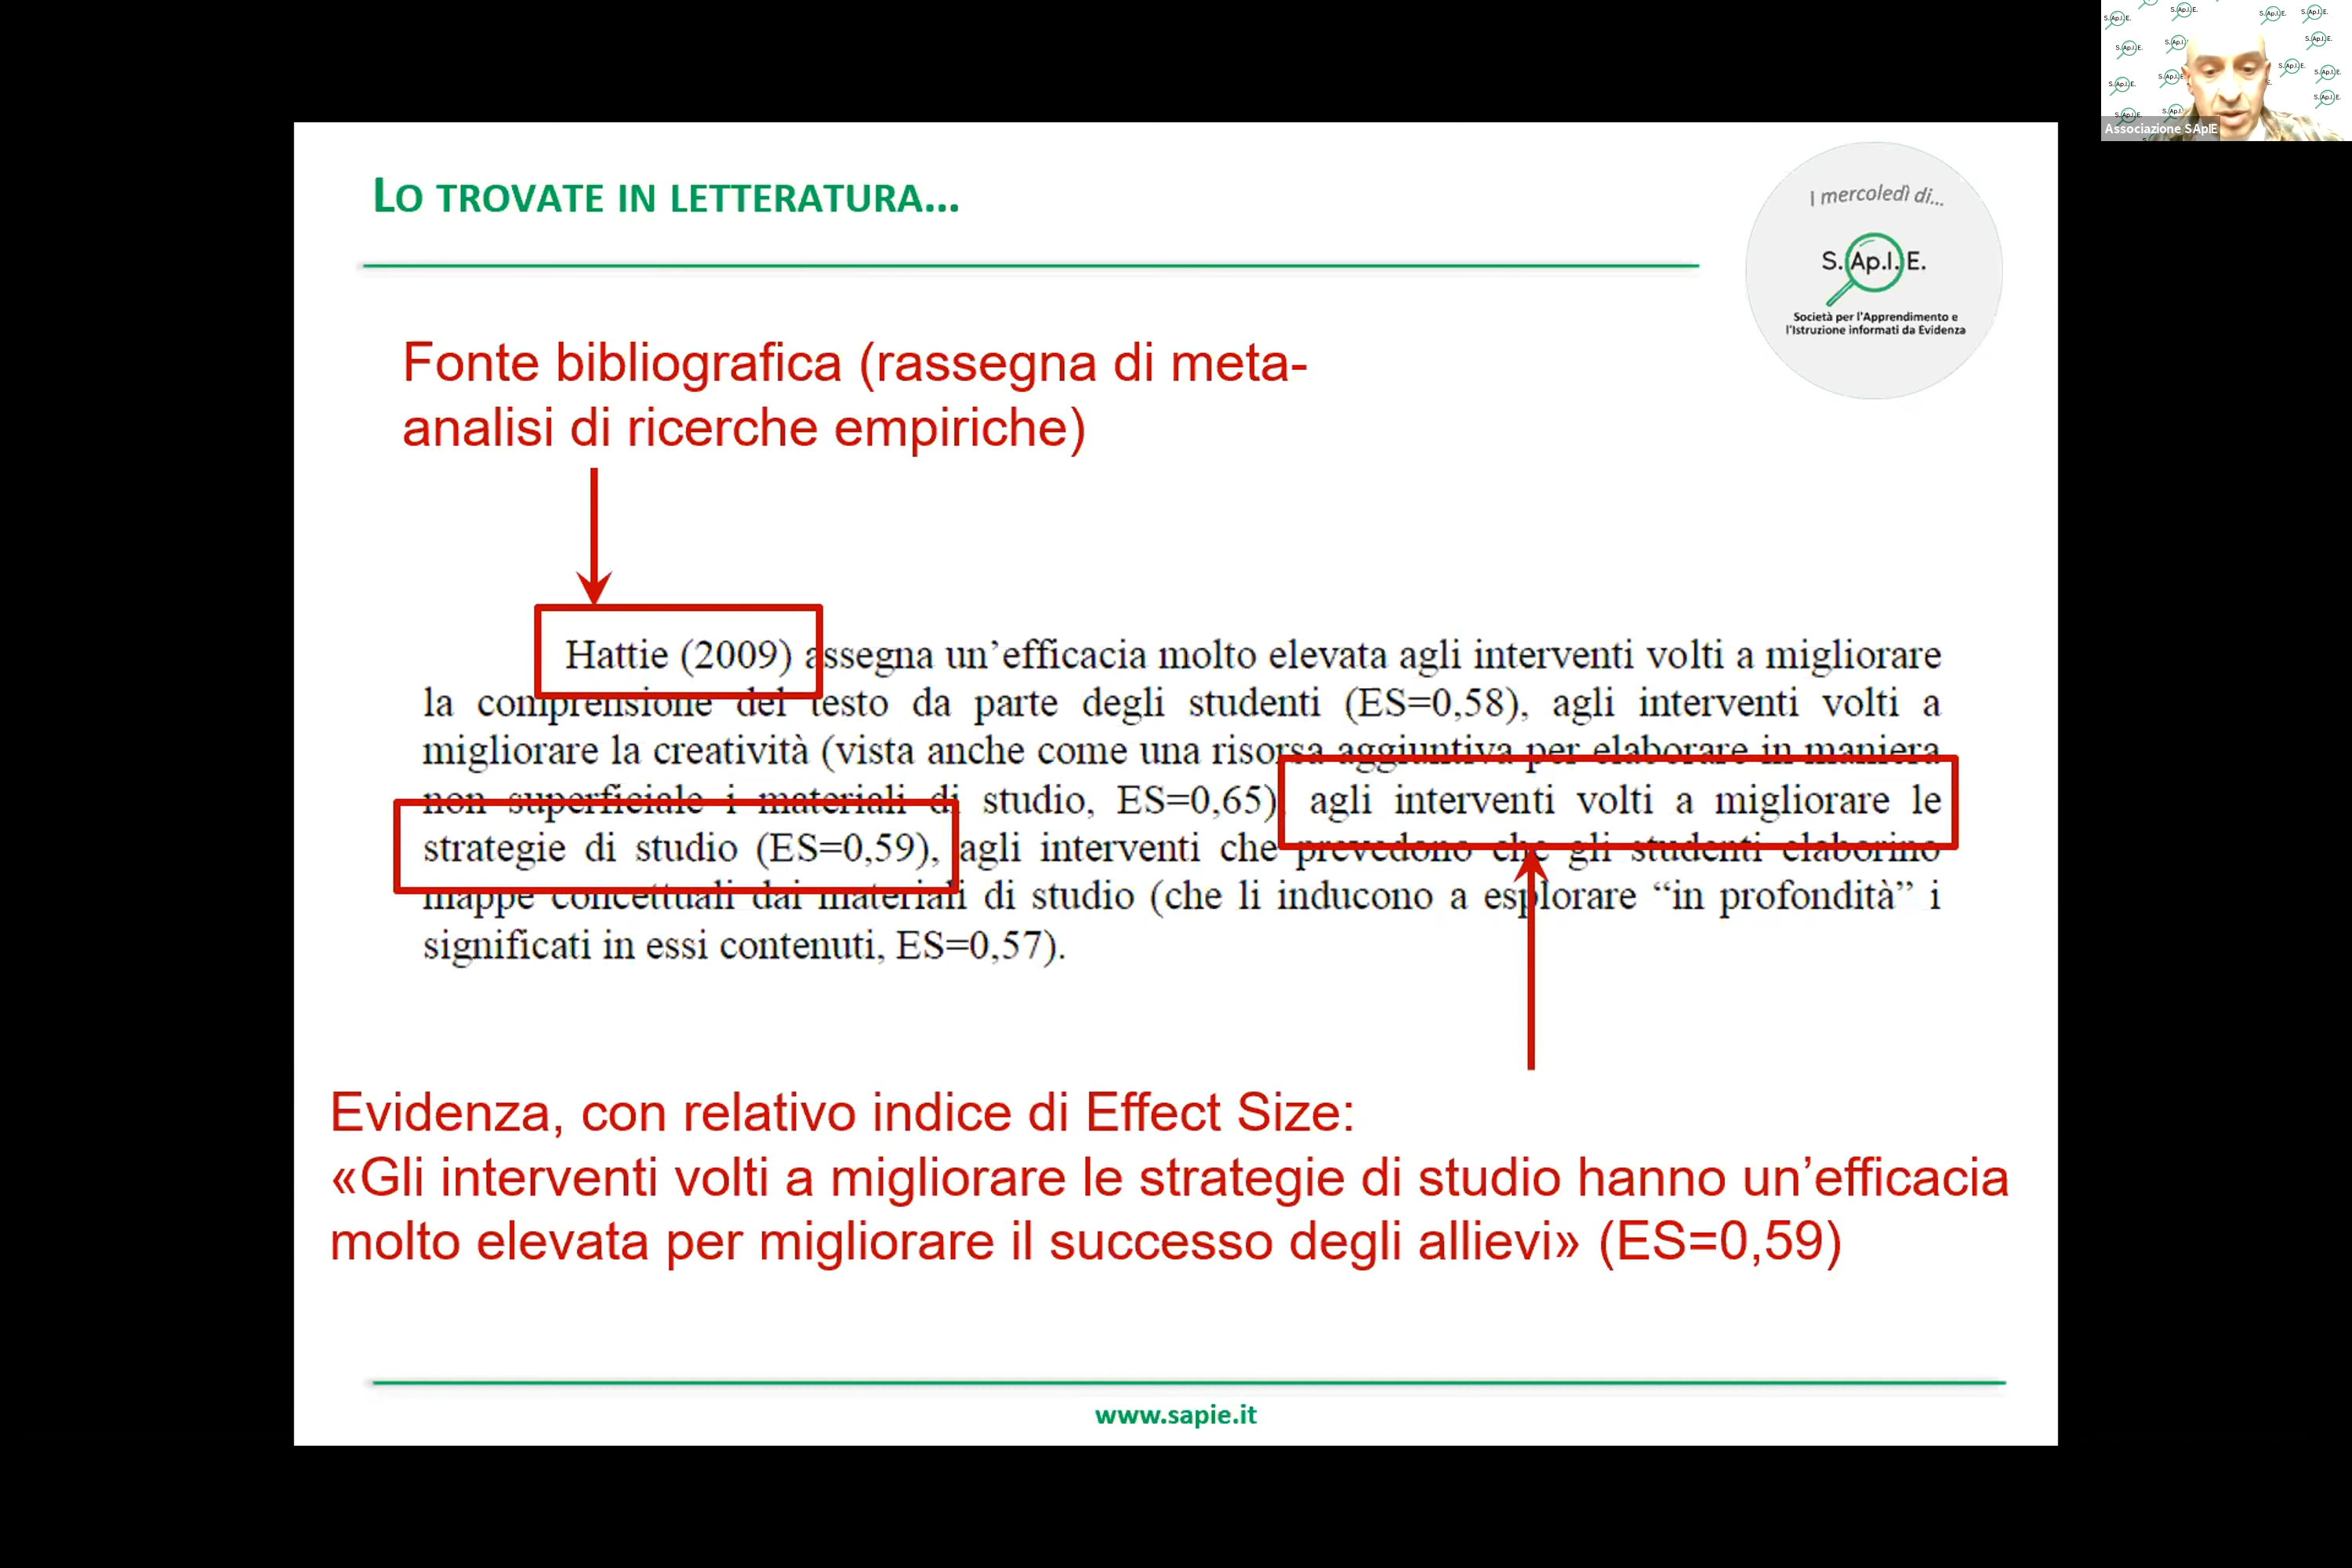 LO TROVATE IN LETTERATURA...
I mercoledì di...
S.Ap.I.E.
Società per l'Apprendimento e
l'Istruzione informati da Evidenza
Fonte bibliografica (rassegna di meta-
analisi di ricerche empiriche)
Hattie (2009) assegna un'efficacia molto elevata agli interventi volti a migliorare
la comprensione del testo da parte degli studenti (ES=0,58), agli interventi volti a
migliorare la creatività (vista anche come una risorsa aggiuntiva per elaborare in maniera
non superficiale i materiali di studio, ES=0,65) agli interventi volti a migliorare le
strategie di studio (ES=0,59), agli interventi che prevedono che gli studenti elaborino
mappe concettuali dai materiali di studio (che li inducono a esplorare “in profondità” i
significati in essi contenuti, ES=0,57).
Evidenza, con relativo indice di Effect Size:
«Gli interventi volti a migliorare le strategie di studio hanno un’efficacia
molto elevata per migliorare il successo degli allievi» (ES=0,59)
www.sapie.it
Associazione SApIE